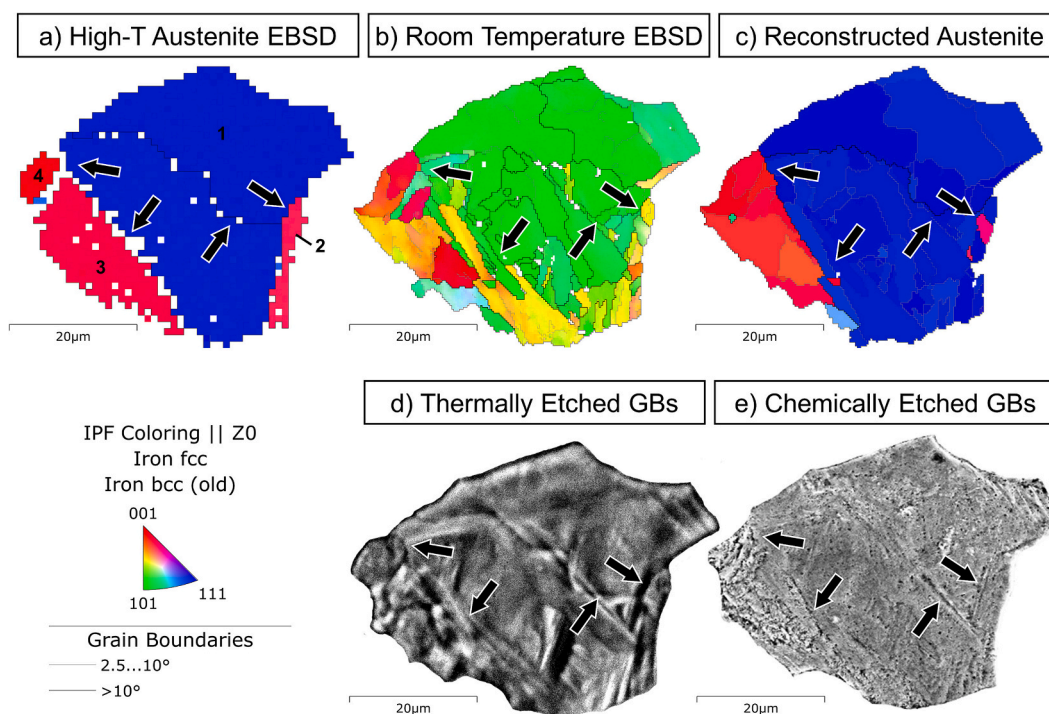 a) High-T Austenite EBSD
b) Room Temperature EBSD
c) Reconstructed Austenite
1
4
2
3
20µm
20µm
20µm
d) Thermally Etched GBs
e) Chemically Etched GBs
IPF Coloring || Z0
Iron fcc
Iron bcc (old)
001
101
111
Grain Boundaries
2.5...10°
>10°
20µm
20µm